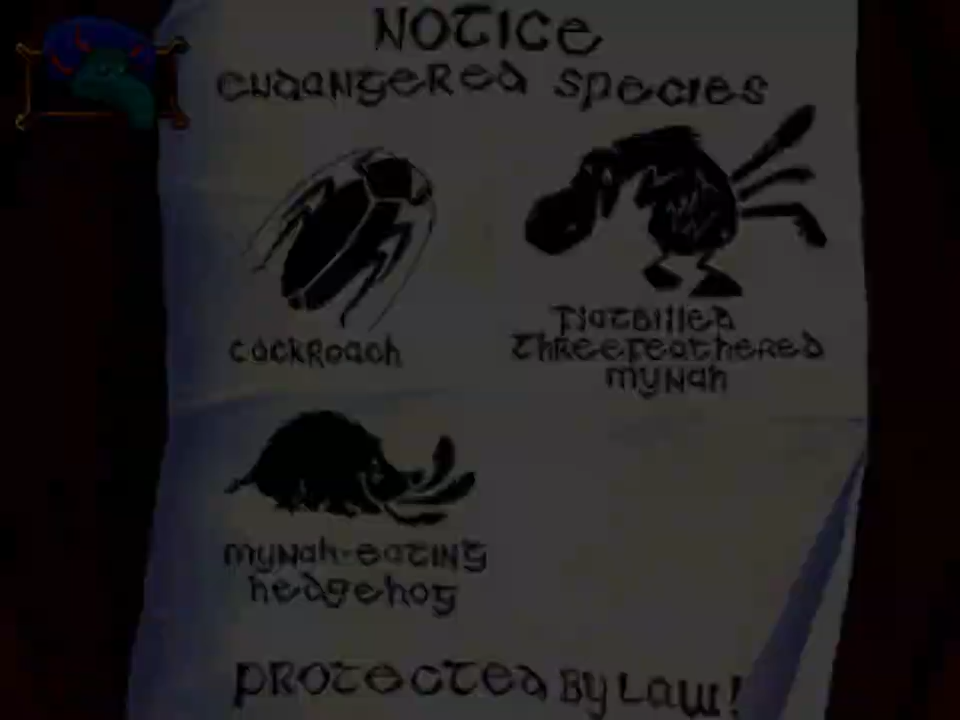 NOTICE
ENDANGERED SPECIES
COCKROACH
FLATBILLED
THREEFEATHERED
MYNAH
MYNAH-EATING
HEDGEHOG
PROTECTED BY LAW!